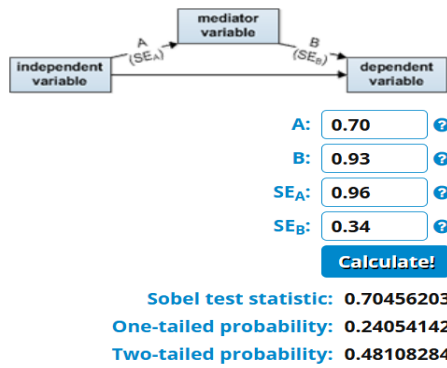 mediator
variable
A
(SEA)
B
(SEB)
independent
variable
dependent
variable
A: 0.70 ?
B: 0.93 ?
SEA: 0.96 ?
SEB: 0.34 ?
Calculate!
Sobel test statistic: 0.70456203
One-tailed probability: 0.24054142
Two-tailed probability: 0.48108284